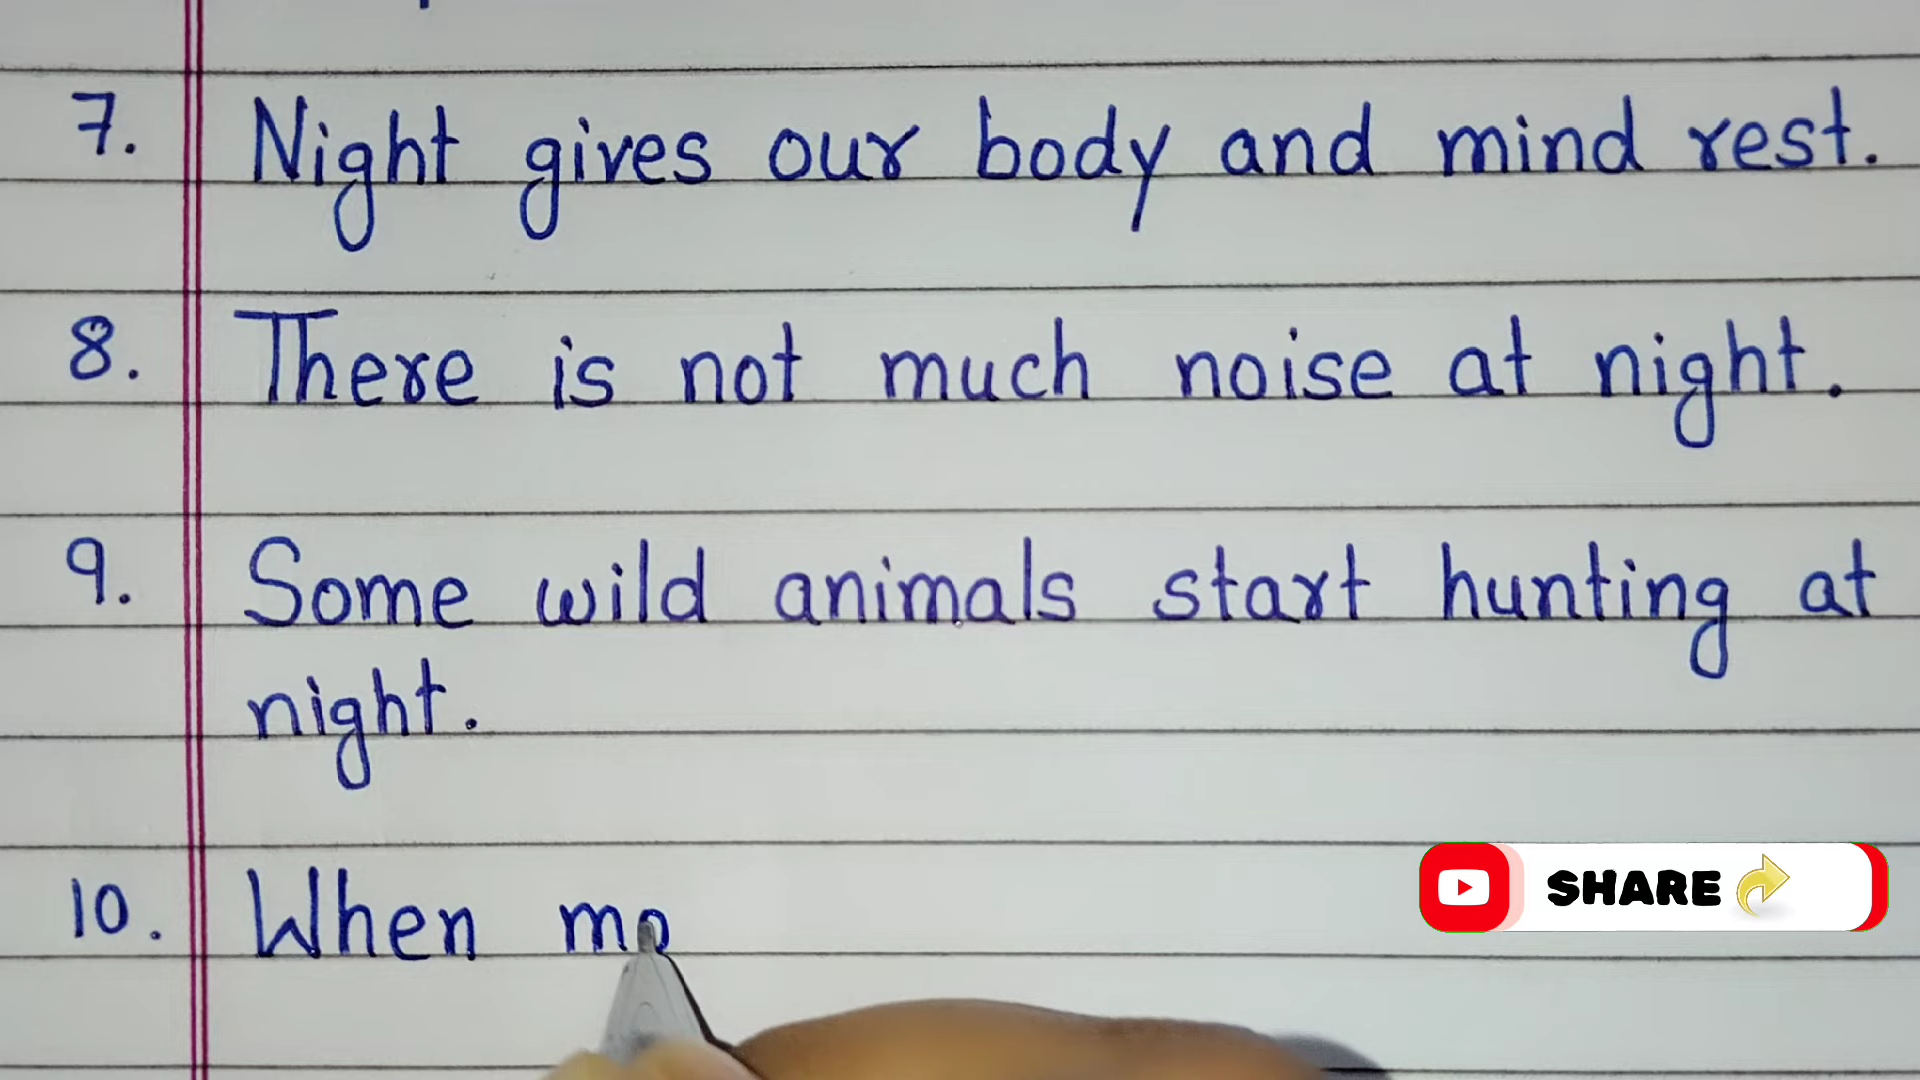 7. Night gives our body and mind rest.
8. There is not much noise at night.
9. Some wild animals start hunting at
night.
10. When mo
SHARE